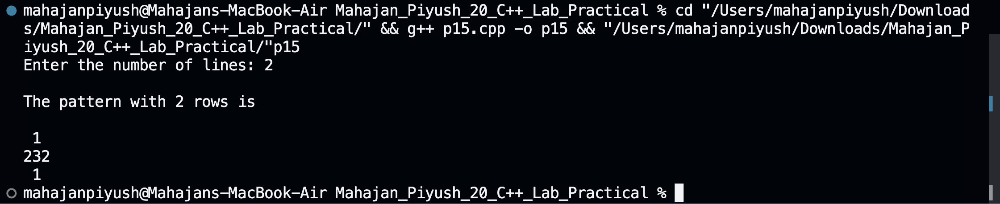 mahajanpiyush@Mahajans-MacBook-Air Mahajan_Piyush_20_C++_Lab_Practical % cd "/Users/mahajanpiyush/Download
s/Mahajan_Piyush_20_C++_Lab_Practical/" && g++ p15.cpp -o p15 && "/Users/mahajanpiyush/Downloads/Mahajan_P
iyush_20_C++_Lab_Practical/"p15
Enter the number of lines: 2

The pattern with 2 rows is

 1
232
 1
mahajanpiyush@Mahajans-MacBook-Air Mahajan_Piyush_20_C++_Lab_Practical %